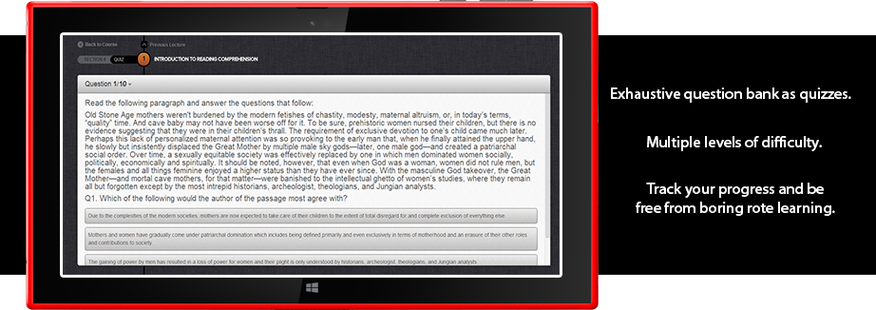 Back to Course
Previous Lecture
SECTION 4 QUIZ 1 INTRODUCTION TO READING COMPREHENSION
Question 1/10
Read the following paragraph and answer the questions that follow:
Old Stone Age mothers weren't burdened by the modern fetishes of chastity, modesty, maternal altruism, or, in today's terms,
"quality" time. And cave baby may not have been worse off for it. To be sure, prehistoric women nursed their children, but there is no
evidence suggesting that they were in their children's thrall. The requirement of exclusive devotion to one's child came much later.
Perhaps this lack of personalized maternal attention was so provoking to the early man that, when he finally attained the upper hand,
he slowly but insistently displaced the Great Mother by multiple male sky gods—later, one male god—and created a patriarchal
social order. Over time, a sexually equitable society was effectively replaced by one in which men dominated women socially,
politically, economically and spiritually. It should be noted, however, that even when God was a woman, women did not rule men, but
the females and all things feminine enjoyed a higher status than they have ever since. With the masculine God takeover, the Great
Mother—and mortal cave mothers, for that matter—were banished to the intellectual ghetto of women's studies, where they remain
all but forgotten except by the most intrepid historians, archeologist, theologians, and Jungian analysts.
Q1. Which of the following would the author of the passage most agree with?
Due to the complexities of the modern societies, mothers are now expected to take care of their children to the extent of total disregard for and complete exclusion of everything else.
Mothers and women have gradually come under patriarchal domination which includes being defined primarily and even exclusively in terms of motherhood and an erasure of their other roles
and contributions to society.
The gaining of power by men has resulted in a loss of power for women and their plight is only understood by historians, archeologist, theologians, and Jungian analysts.
Exhaustive question bank as quizzes.
Multiple levels of difficulty.
Track your progress and be
free from boring rote learning.